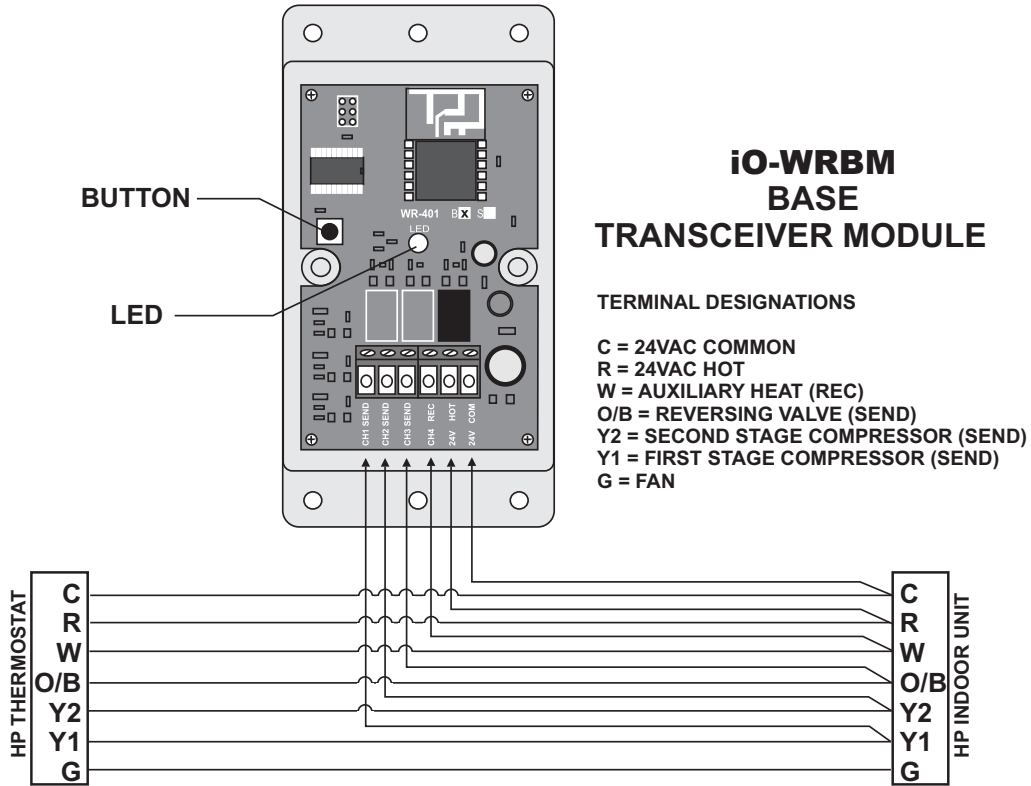 iO-WRBM
BASE
TRANSCEIVER MODULE
TERMINAL DESIGNATIONS
C = 24VAC COMMON
R = 24VAC HOT
W = AUXILIARY HEAT (REC)
O/B = REVERSING VALVE (SEND)
Y2 = SECOND STAGE COMPRESSOR (SEND)
Y1 = FIRST STAGE COMPRESSOR (SEND)
G = FAN
BUTTON
LED
WR-401 B X S
LED
CH1 SEND
CH2 SEND
CH3 SEND
CH4 REC
24V HOT
24V COM
HP THERMOSTAT
C
R
W
O/B
Y2
Y1
G
C
R
W
O/B
Y2
Y1
G
HP INDOOR UNIT